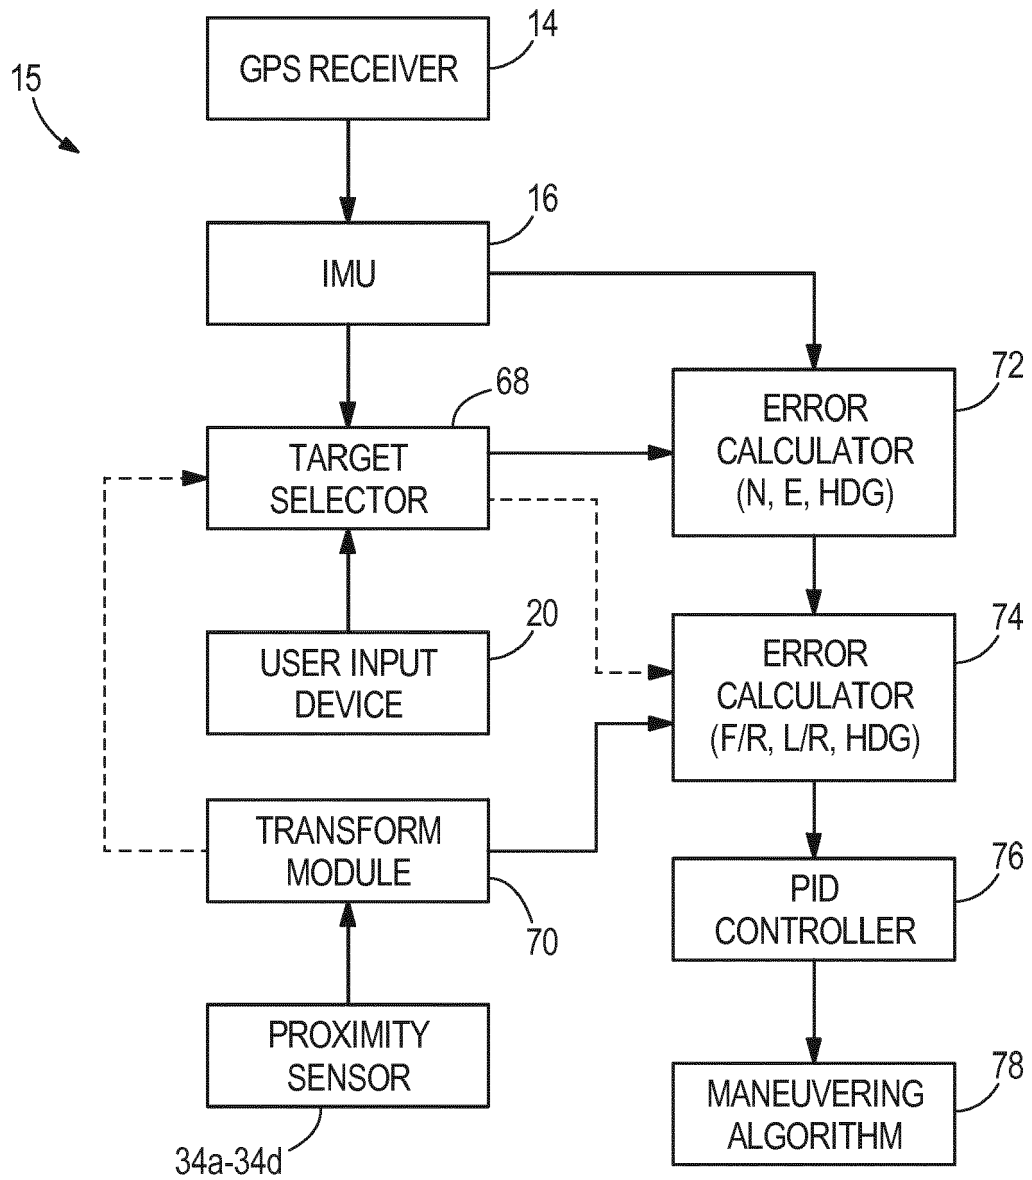 14
GPS RECEIVER
15
16
IMU
72
68
ERROR
CALCULATOR
(N, E, HDG)
TARGET
SELECTOR
20
74
USER INPUT
DEVICE
ERROR
CALCULATOR
(F/R, L/R, HDG)
TRANSFORM
MODULE
70
76
PID
CONTROLLER
PROXIMITY
SENSOR
34a-34d
78
MANEUVERING
ALGORITHM